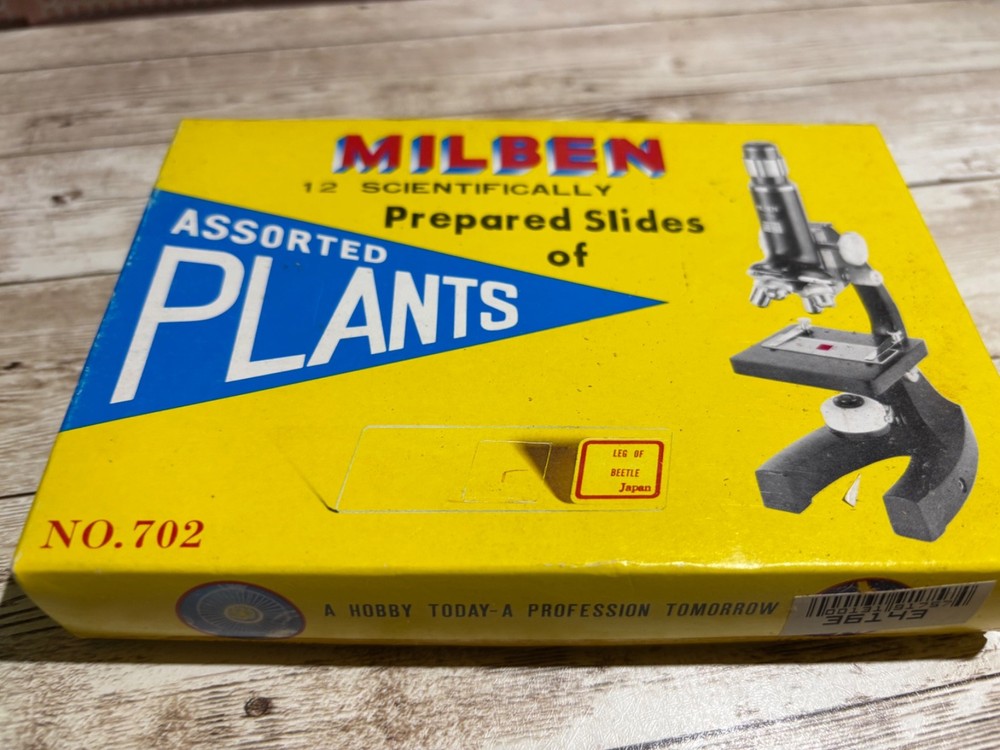 MILBEN
12 SCIENTIFICALLY
Prepared Slides
of
ASSORTED
PLANTS
LEG OF
BEETLE
Japan
NO. 702
A HOBBY TODAY-A PROFESSION TOMORROW
36143